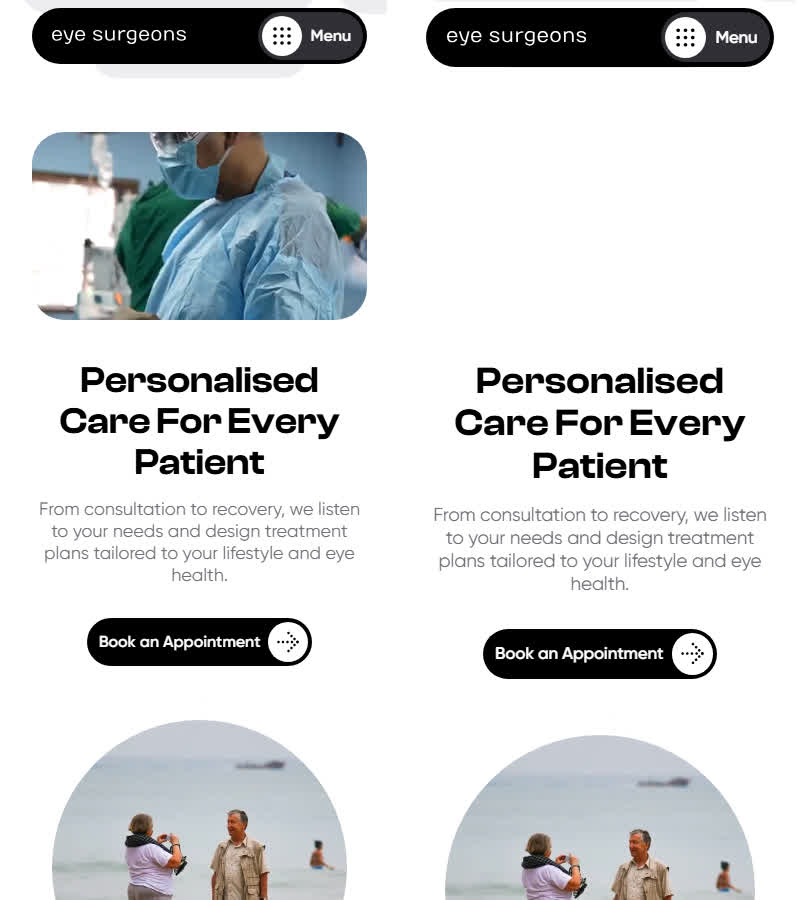 eye surgeons Menu
Personalised
Care For Every
Patient
From consultation to recovery, we listen
to your needs and design treatment
plans tailored to your lifestyle and eye
health.
Book an Appointment
eye surgeons Menu
Personalised
Care For Every
Patient
From consultation to recovery, we listen
to your needs and design treatment
plans tailored to your lifestyle and eye
health.
Book an Appointment